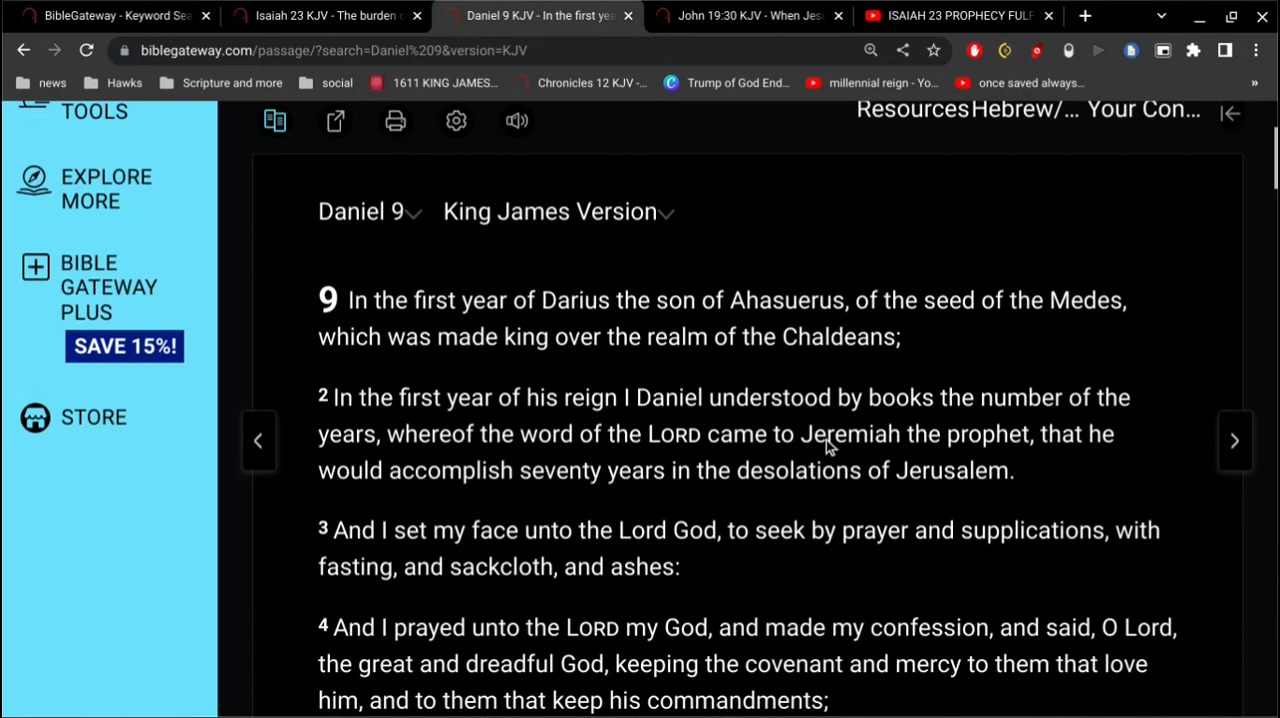 BibleGateway - Keyword Sea
Isaiah 23 KJV - The burden o
Daniel 9 KJV - In the first yea
John 19:30 KJV - When Jesu
ISAIAH 23 PROPHECY FULF
biblegateway.com/passage/?search=Daniel%209&version=KJV
news
Hawks
Scripture and more
social
1611 KING JAMES...
Chronicles 12 KJV -...
Trump of God End...
millennial reign - Yo...
once saved always...
»
TOOLS
EXPLORE
MORE
BIBLE
GATEWAY
PLUS
SAVE 15%!
STORE
Resources Hebrew/... Your Con...
Daniel 9 King James Version
9 In the first year of Darius the son of Ahasuerus, of the seed of the Medes,
which was made king over the realm of the Chaldeans;
2 In the first year of his reign I Daniel understood by books the number of the
years, whereof the word of the LORD came to Jeremiah the prophet, that he
would accomplish seventy years in the desolations of Jerusalem.
3 And I set my face unto the Lord God, to seek by prayer and supplications, with
fasting, and sackcloth, and ashes:
4 And I prayed unto the LORD my God, and made my confession, and said, O Lord,
the great and dreadful God, keeping the covenant and mercy to them that love
him, and to them that keep his commandments;